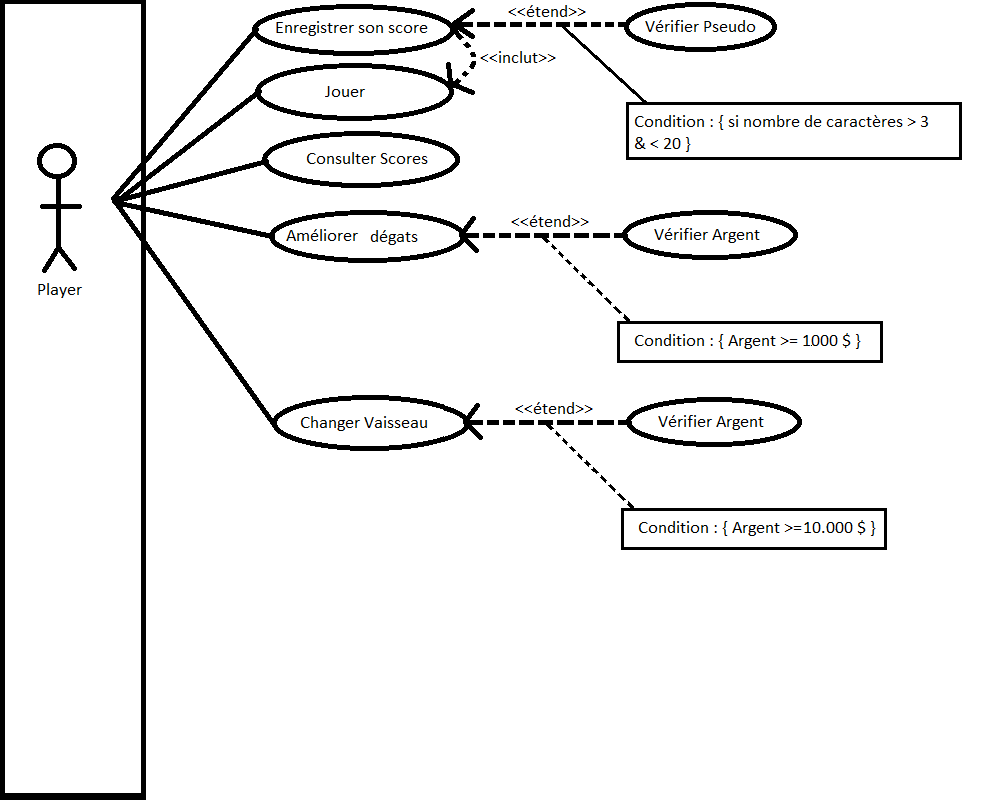 Enregistrer son score
<<étend>>
Vérifier Pseudo
<<inclut>>
Jouer
Condition : { si nombre de caractères > 3
& < 20 }
Consulter Scores
Améliorer dégats
<<étend>>
Vérifier Argent
Player
Condition : { Argent >= 1000 $ }
Changer Vaisseau
<<étend>>
Vérifier Argent
Condition : { Argent >=10.000 $ }